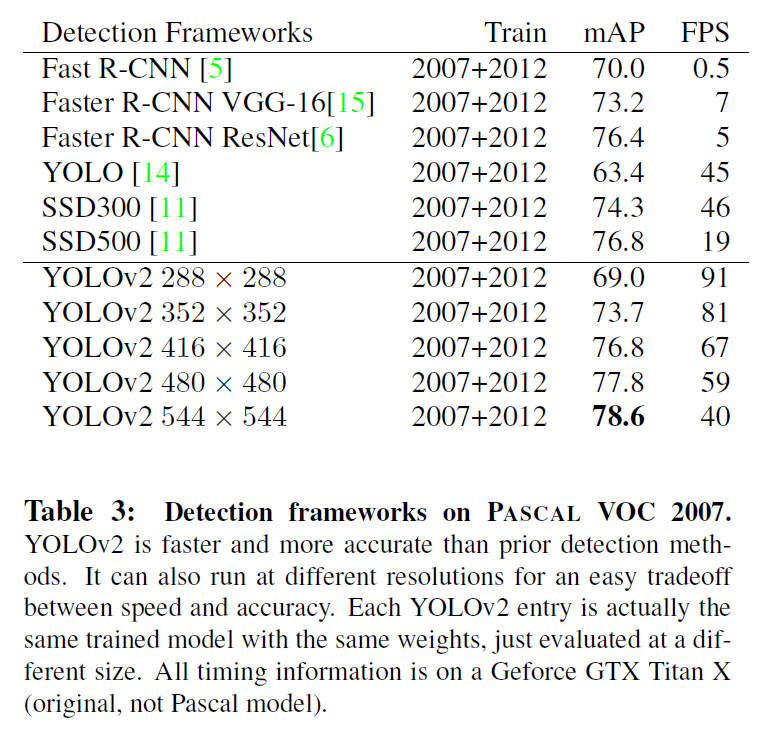 Detection Frameworks Train mAP FPS
Fast R-CNN [5] 2007+2012 70.0 0.5
Faster R-CNN VGG-16[15] 2007+2012 73.2 7
Faster R-CNN ResNet[6] 2007+2012 76.4 5
YOLO [14] 2007+2012 63.4 45
SSD300 [11] 2007+2012 74.3 46
SSD500 [11] 2007+2012 76.8 19
YOLOv2 288 × 288 2007+2012 69.0 91
YOLOv2 352 × 352 2007+2012 73.7 81
YOLOv2 416 × 416 2007+2012 76.8 67
YOLOv2 480 × 480 2007+2012 77.8 59
YOLOv2 544 × 544 2007+2012 78.6 40
Table 3: Detection frameworks on PASCAL VOC 2007.
YOLOv2 is faster and more accurate than prior detection meth-
ods. It can also run at different resolutions for an easy tradeoff
between speed and accuracy. Each YOLOv2 entry is actually the
same trained model with the same weights, just evaluated at a dif-
ferent size. All timing information is on a Geforce GTX Titan X
(original, not Pascal model).